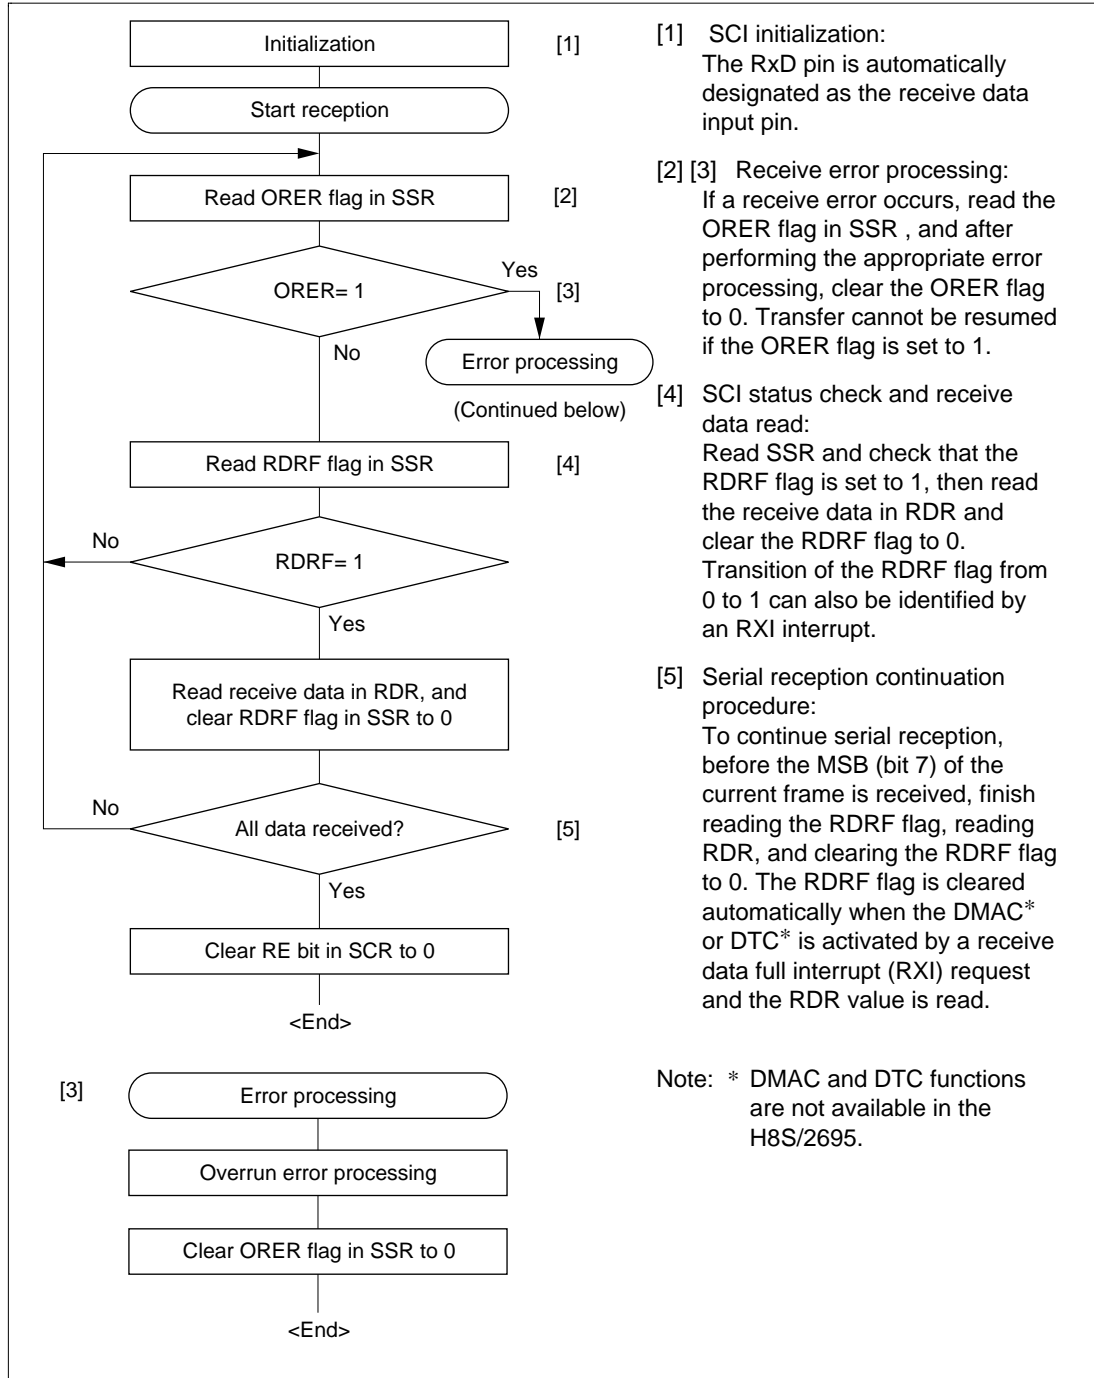 Initialization
[1]
Start reception
Read ORER flag in SSR
[2]
ORER= 1
Yes
[3]
No
Error processing
(Continued below)
Read RDRF flag in SSR
[4]
No
RDRF= 1
Yes
Read receive data in RDR, and
clear RDRF flag in SSR to 0
No
All data received?
[5]
Yes
Clear RE bit in SCR to 0
<End>
[3]
Error processing
Overrun error processing
Clear ORER flag in SSR to 0
<End>
[1] SCI initialization:
The RxD pin is automatically
designated as the receive data
input pin.
[2] [3] Receive error processing:
If a receive error occurs, read the
ORER flag in SSR , and after
performing the appropriate error
processing, clear the ORER flag
to 0. Transfer cannot be resumed
if the ORER flag is set to 1.
[4] SCI status check and receive
data read:
Read SSR and check that the
RDRF flag is set to 1, then read
the receive data in RDR and
clear the RDRF flag to 0.
Transition of the RDRF flag from
0 to 1 can also be identified by
an RXI interrupt.
[5] Serial reception continuation
procedure:
To continue serial reception,
before the MSB (bit 7) of the
current frame is received, finish
reading the RDRF flag, reading
RDR, and clearing the RDRF flag
to 0. The RDRF flag is cleared
automatically when the DMAC*
or DTC* is activated by a receive
data full interrupt (RXI) request
and the RDR value is read.
Note: * DMAC and DTC functions
are not available in the
H8S/2695.